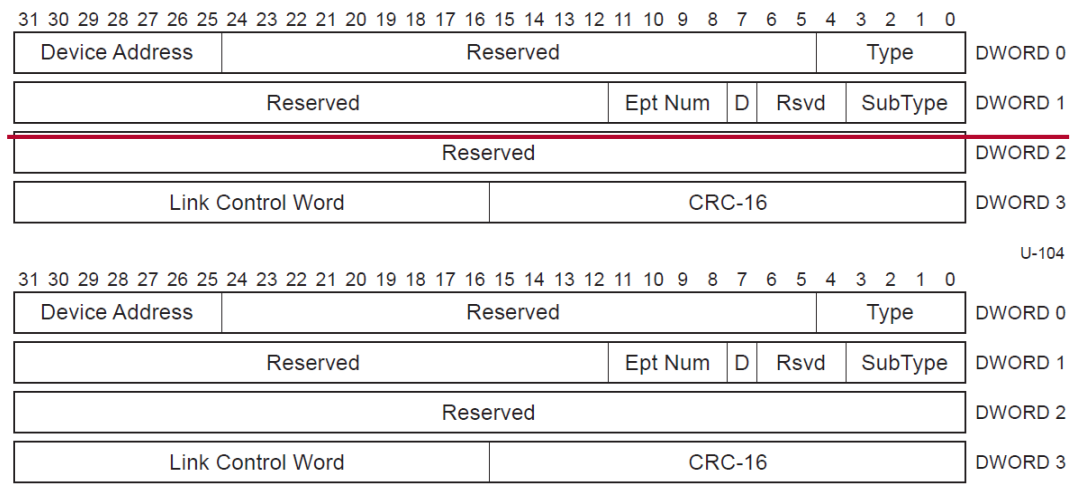 31 30 29 28 27 26 25 24 23 22 21 20 19 18 17 16 15 14 13 12 11 10 9 8 7 6 5 4 3 2 1 0
Device Address Reserved Type DWORD 0
Reserved Ept Num D Rsvd SubType DWORD 1
Reserved DWORD 2
Link Control Word CRC-16 DWORD 3
U-104
31 30 29 28 27 26 25 24 23 22 21 20 19 18 17 16 15 14 13 12 11 10 9 8 7 6 5 4 3 2 1 0
Device Address Reserved Type DWORD 0
Reserved Ept Num D Rsvd SubType DWORD 1
Reserved DWORD 2
Link Control Word CRC-16 DWORD 3